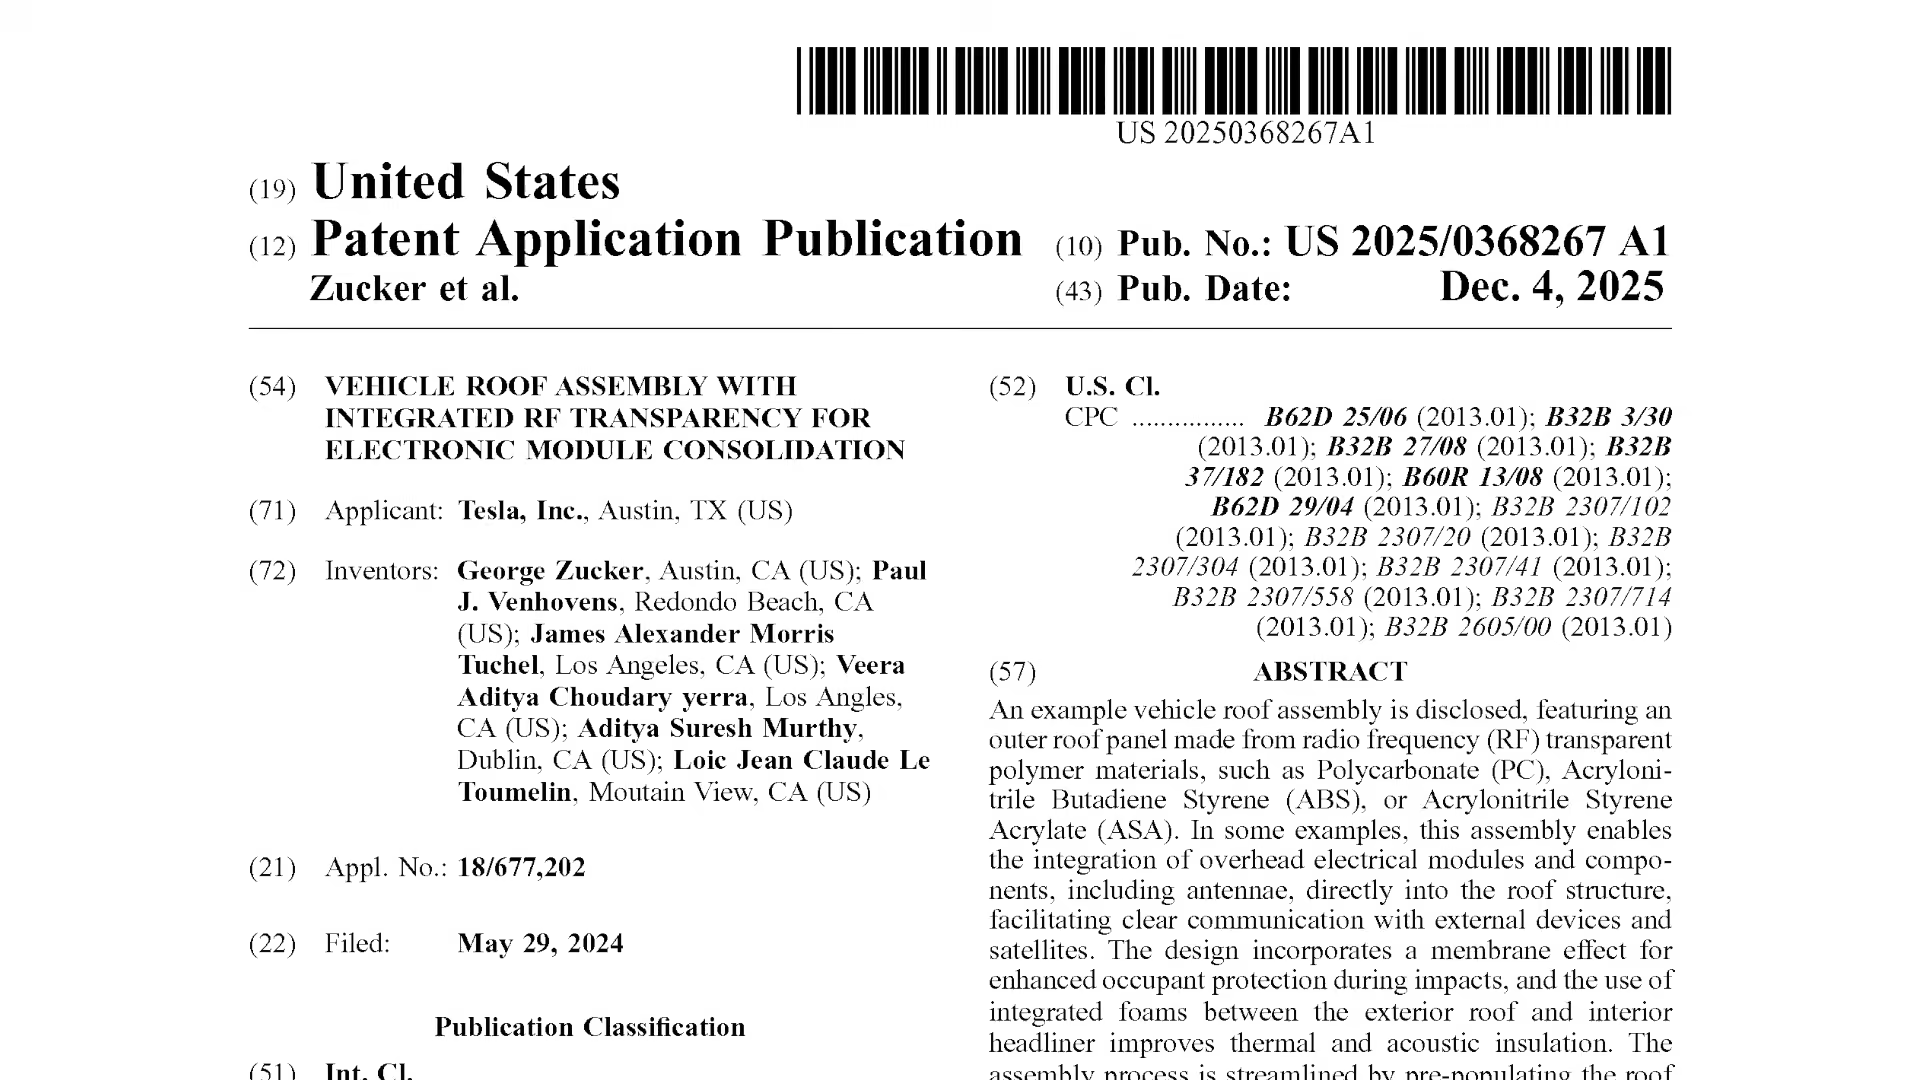 US 20250368267A1
(19) United States
(12) Patent Application Publication
Zucker et al.
(10) Pub. No.: US 2025/0368267 A1
(43) Pub. Date: Dec. 4, 2025
(54) VEHICLE ROOF ASSEMBLY WITH
INTEGRATED RF TRANSPARENCY FOR
ELECTRONIC MODULE CONSOLIDATION
(71) Applicant: Tesla, Inc., Austin, TX (US)
(72) Inventors: George Zucker, Austin, CA (US); Paul
J. Venhovens, Redondo Beach, CA
(US); James Alexander Morris
Tuchel, Los Angeles, CA (US); Veera
Aditya Choudary yerra, Los Angles,
CA (US); Aditya Suresh Murthy,
Dublin, CA (US); Loic Jean Claude Le
Toumelin, Moutain View, CA (US)
(21) Appl. No.: 18/677,202
(22) Filed: May 29, 2024
Publication Classification
(51) Int. Cl.
(52) U.S. Cl.
CPC ............... B62D 25/06 (2013.01); B32B 3/30
(2013.01); B32B 27/08 (2013.01); B32B
37/182 (2013.01); B60R 13/08 (2013.01);
B62D 29/04 (2013.01); B32B 2307/102
(2013.01); B32B 2307/20 (2013.01); B32B
2307/304 (2013.01); B32B 2307/41 (2013.01);
B32B 2307/558 (2013.01); B32B 2307/714
(2013.01); B32B 2605/00 (2013.01)
(57) ABSTRACT
An example vehicle roof assembly is disclosed, featuring an
outer roof panel made from radio frequency (RF) transparent
polymer materials, such as Polycarbonate (PC), Acryloni-
trile Butadiene Styrene (ABS), or Acrylonitrile Styrene
Acrylate (ASA). In some examples, this assembly enables
the integration of overhead electrical modules and compo-
nents, including antennae, directly into the roof structure,
facilitating clear communication with external devices and
satellites. The design incorporates a membrane effect for
enhanced occupant protection during impacts, and the use of
integrated foams between the exterior roof and interior
headliner improves thermal and acoustic insulation. The
assembly process is streamlined by pre-populating the roof